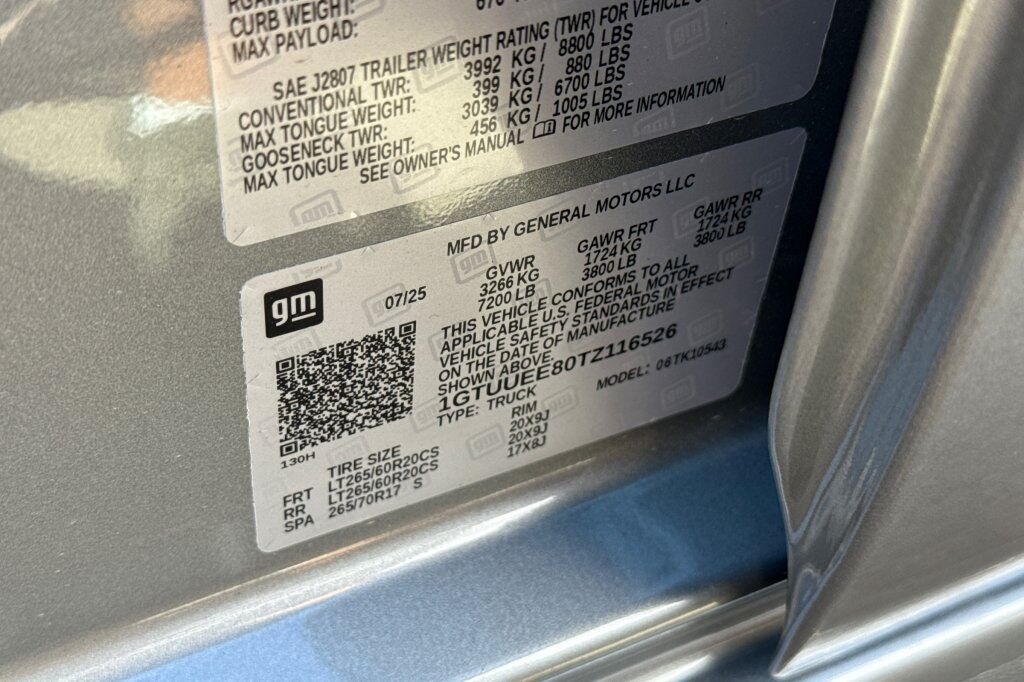 CURB WEIGHT:
MAX PAYLOAD:
SAE J2807 TRAILER WEIGHT RATING (TWR) FOR VEHICLE
CONVENTIONAL TWR: 3992 KG/ 8800 LBS
MAX TONGUE WEIGHT: 399 KG/ 880 LBS
GOOSENECK TWR: 3039 KG/ 6700 LBS
MAX TONGUE WEIGHT: 456 KG/ 1005 LBS
SEE OWNER'S MANUAL FOR MORE INFORMATION
gm
MFD BY GENERAL MOTORS LLC
07/25
GVWR GAWR FRT GAWR RR
3266 KG 1724 KG 1724 KG
7200 LB 3800 LB 3800 LB
THIS VEHICLE CONFORMS TO ALL
APPLICABLE U.S. FEDERAL MOTOR
VEHICLE SAFETY STANDARDS IN EFFECT
ON THE DATE OF MANUFACTURE
SHOWN ABOVE.
1GTUUEE80TZ116526
TYPE: TRUCK MODEL: 06TK10543
130H
TIRE SIZE RIM
FRT LT265/60R20CS 20X9J
RR LT265/60R20CS 20X9J
SPA 265/70R17 S 17X8J